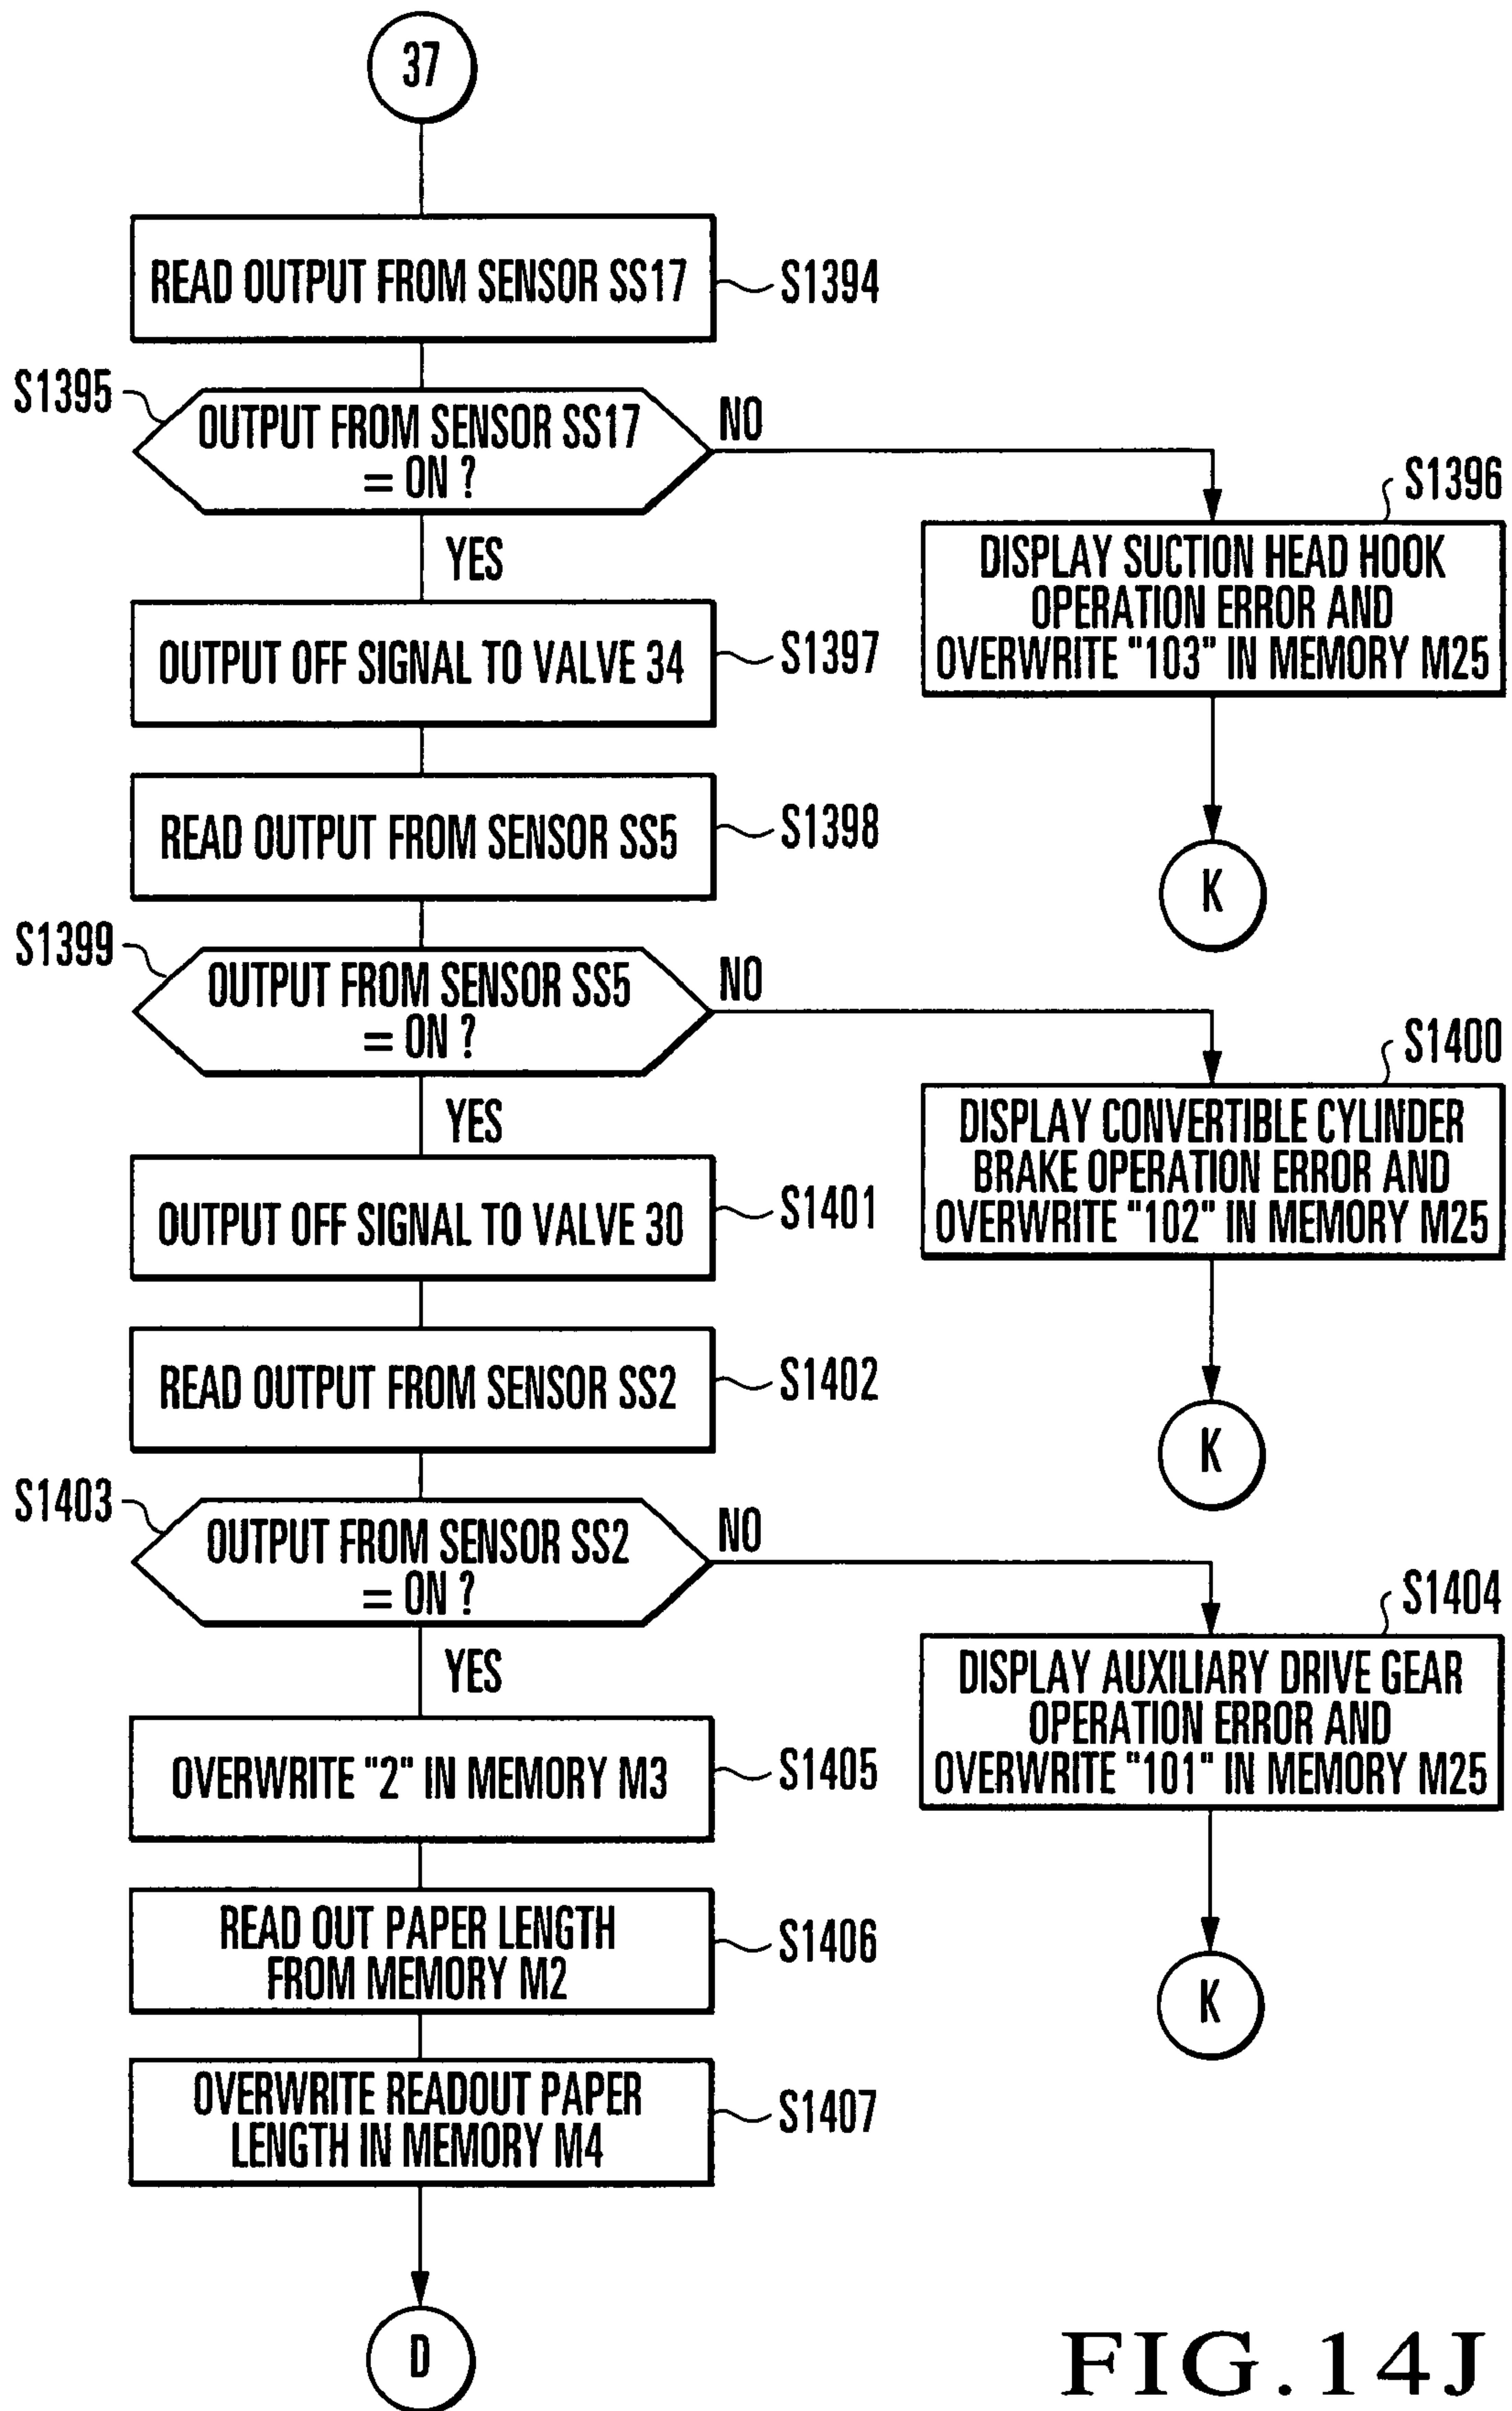 37
READ OUTPUT FROM SENSOR SS17
S1394
S1395
OUTPUT FROM SENSOR SS17
= ON ?
NO
YES
S1396
DISPLAY SUCTION HEAD HOOK
OPERATION ERROR AND
OVERWRITE "103" IN MEMORY M25
K
OUTPUT OFF SIGNAL TO VALVE 34
S1397
READ OUTPUT FROM SENSOR SS5
S1398
S1399
OUTPUT FROM SENSOR SS5
= ON ?
NO
YES
S1400
DISPLAY CONVERTIBLE CYLINDER
BRAKE OPERATION ERROR AND
OVERWRITE "102" IN MEMORY M25
K
OUTPUT OFF SIGNAL TO VALVE 30
S1401
READ OUTPUT FROM SENSOR SS2
S1402
S1403
OUTPUT FROM SENSOR SS2
= ON ?
NO
YES
S1404
DISPLAY AUXILIARY DRIVE GEAR
OPERATION ERROR AND
OVERWRITE "101" IN MEMORY M25
K
OVERWRITE "2" IN MEMORY M3
S1405
READ OUT PAPER LENGTH
FROM MEMORY M2
S1406
OVERWRITE READOUT PAPER
LENGTH IN MEMORY M4
S1407
D
FIG.14J